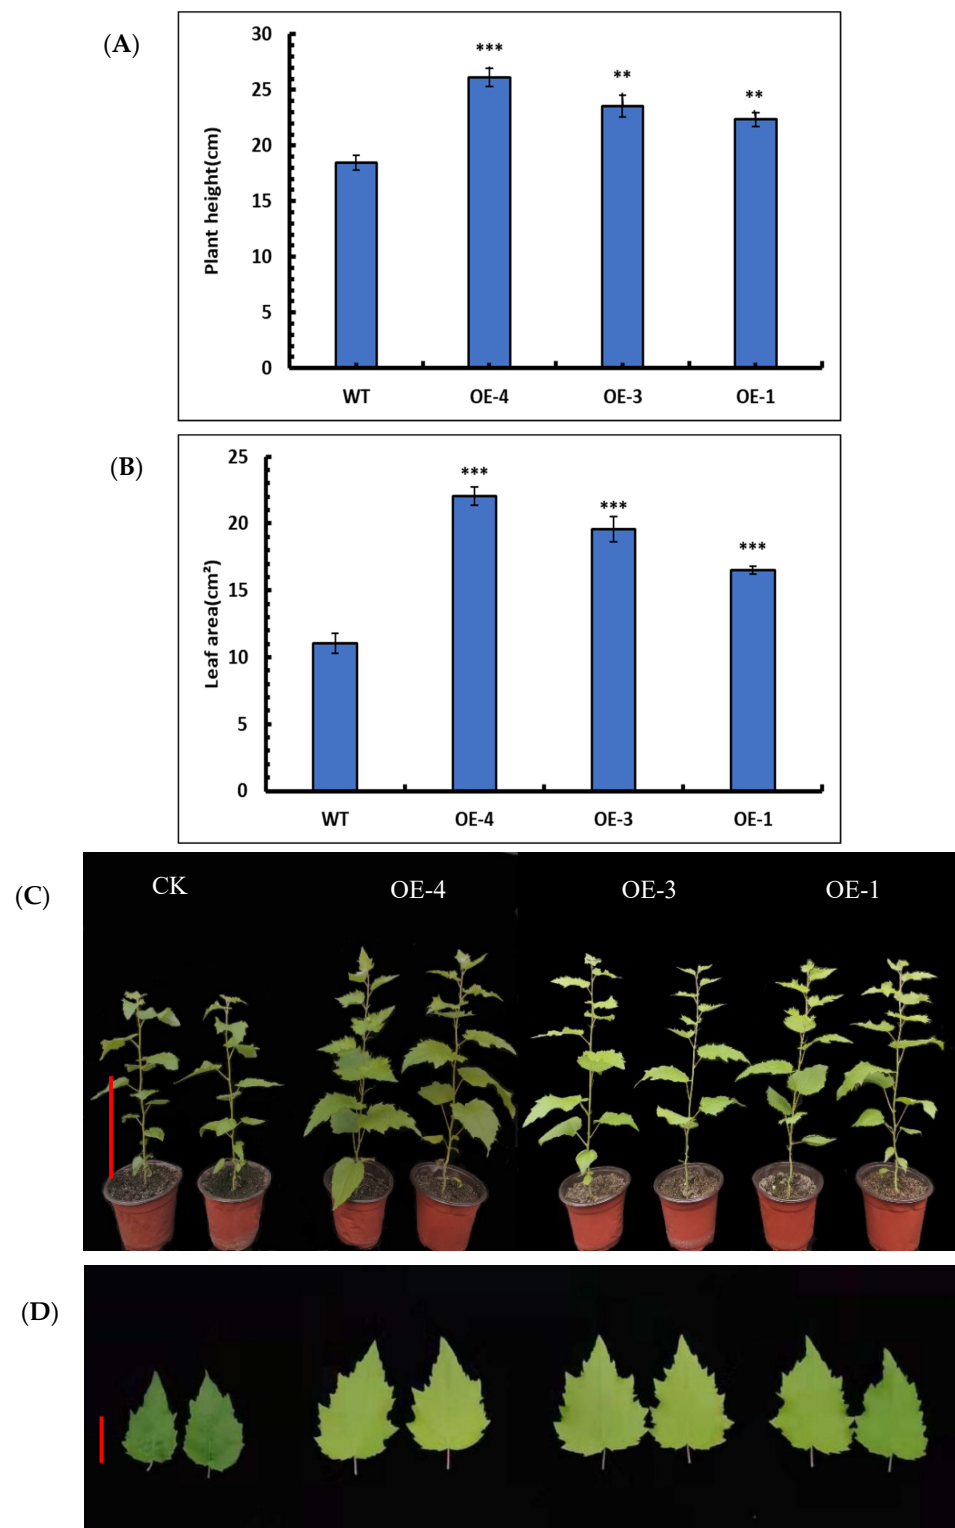 (A)
30
25
20
15
10
5
0
Plant height(cm)
***
**
**
WT OE-4 OE-3 OE-1
(B)
25
20
15
10
5
0
Leaf area(cm²)
***
***
***
WT OE-4 OE-3 OE-1
(C)
CK OE-4 OE-3 OE-1
(D)